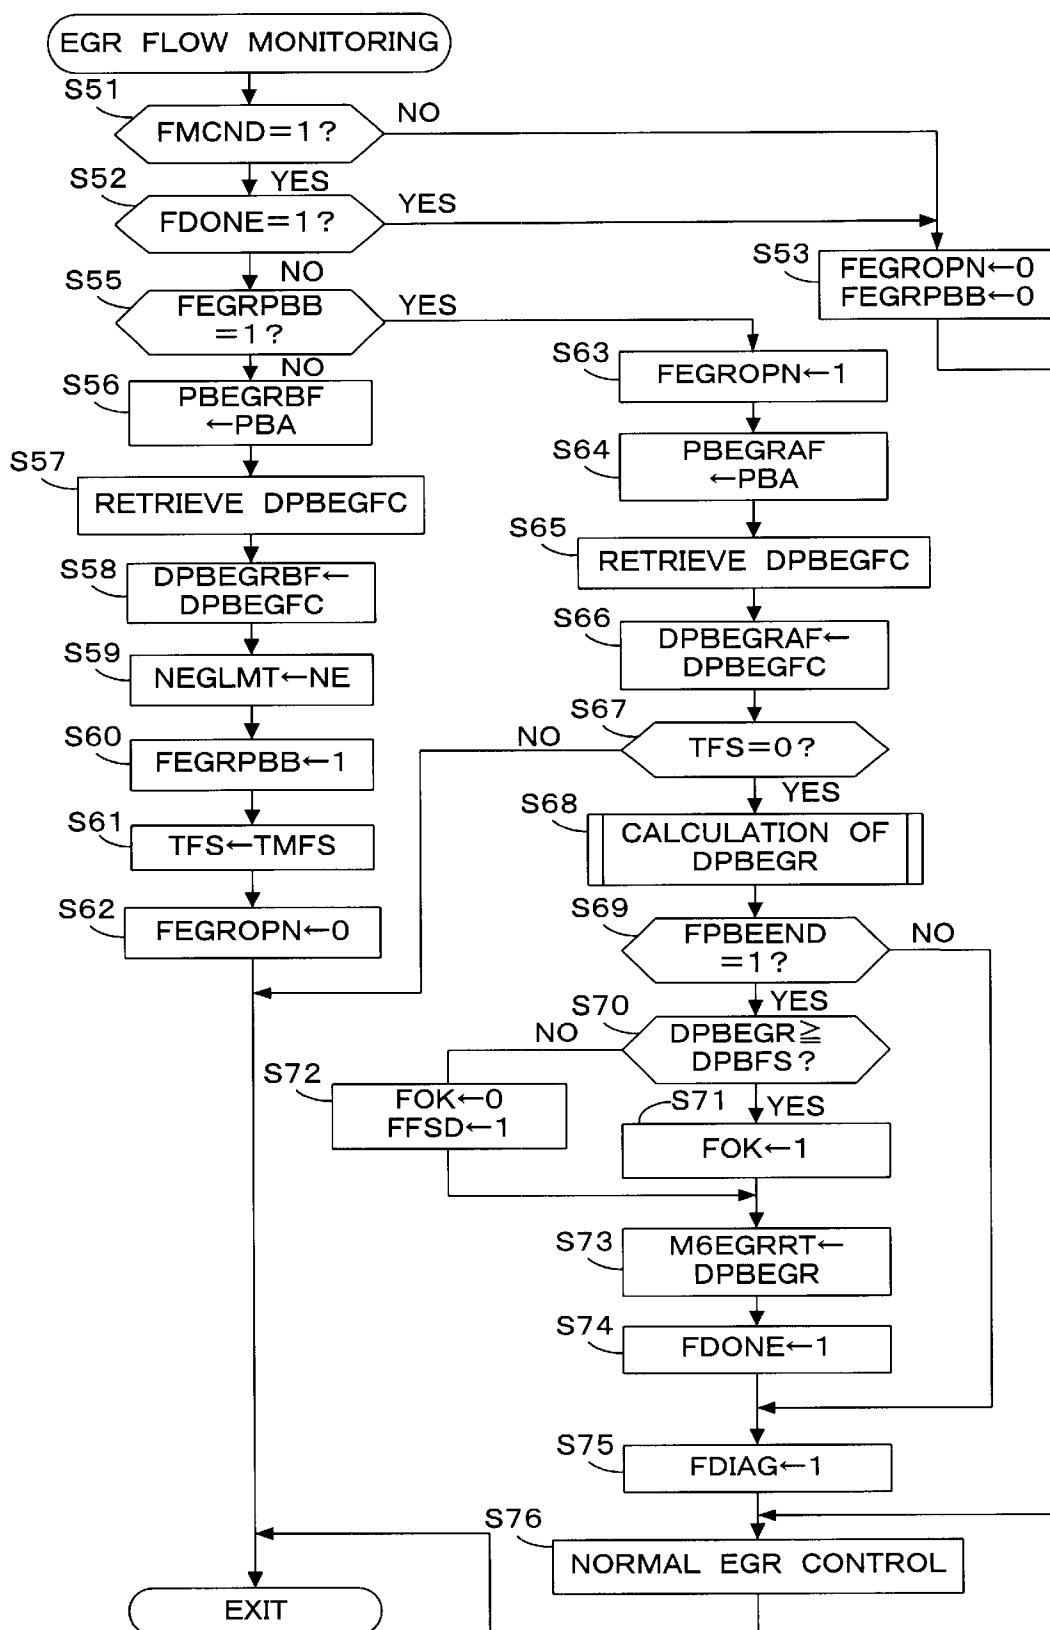 EGR FLOW MONITORING
S51
FMCND=1?
NO
YES
S52
FDONE=1?
YES
NO
S53
FEGROPN←0
FEGRPBB←0
S55
FEGRPBB
=1?
YES
NO
S56
PBEGRBF
←PBA
S57
RETRIEVE DPBEGFC
S58
DPBEGRBF←
DPBEGFC
S59
NEGLMT←NE
S60
FEGRPBB←1
S61
TFS←TMFS
S62
FEGROPN←0
S63
FEGROPN←1
S64
PBEGRAF
←PBA
S65
RETRIEVE DPBEGFC
S66
DPBEGRAF←
DPBEGFC
S67
TFS=0?
NO
YES
S68
CALCULATION OF
DPBEGR
S69
FPBEEND
=1?
NO
YES
S70
DPBEGR≧
DPBFS?
NO
YES
S72
FOK←0
FFSD←1
S71
FOK←1
S73
M6EGRRT←
DPBEGR
S74
FDONE←1
S75
FDIAG←1
S76
NORMAL EGR CONTROL
EXIT